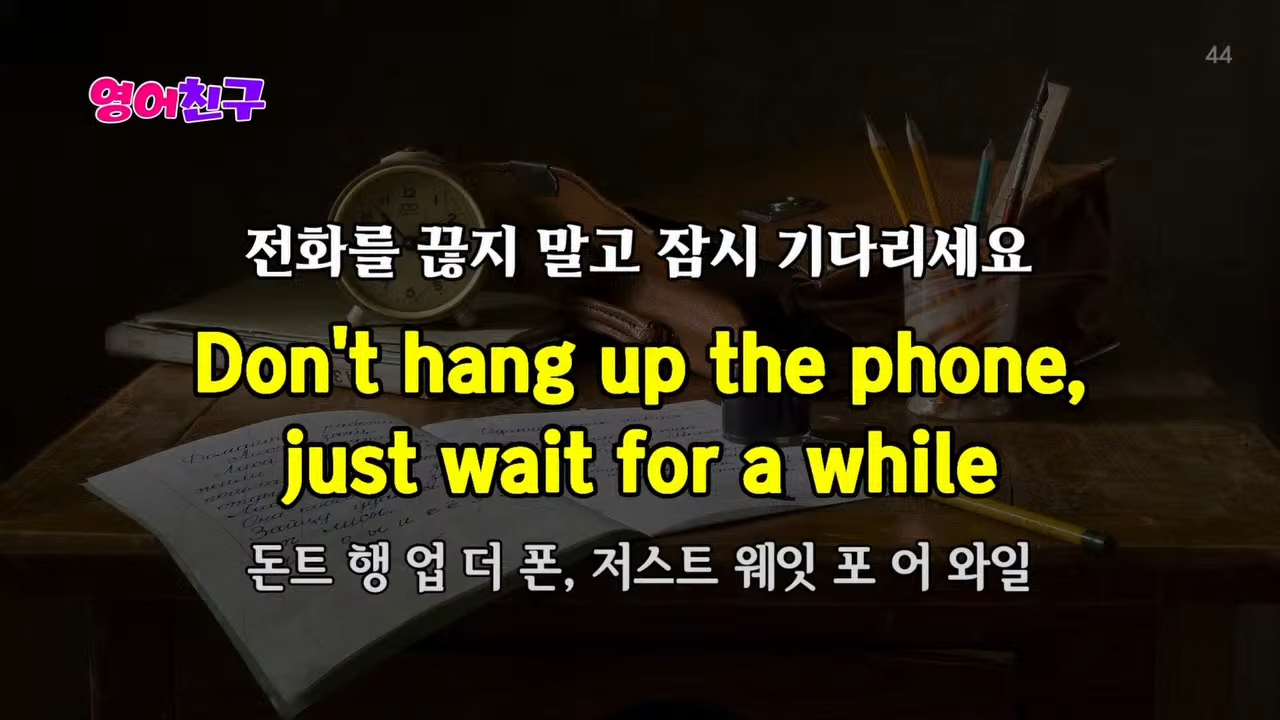 44
영어친구
전화를 끊지 말고 잠시 기다리세요
Don't hang up the phone,
just wait for a while
돈트 행 업 더 폰, 저스트 웨잇 포 어 와일